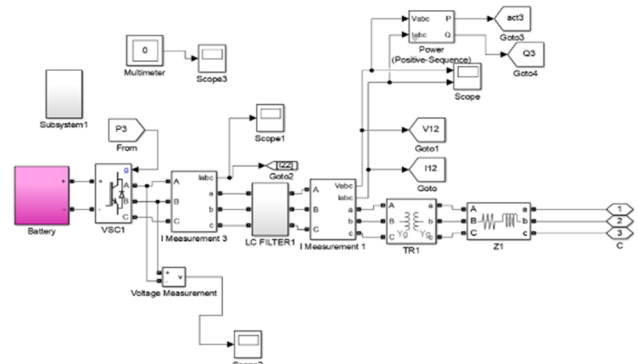 Vabc
P
act3
Goto3
Iabc
Q
Q3
Goto4
Power
(Positive-Sequence)
Scope
0
Multimeter
Scope3
Subsystem1
P3
From
Scope1
V12
Goto1
I12
Goto
Goto2
+
-
Battery
g
A
B
C
+
-
VSC1
A
B
C
Iabc
a
b
c
I Measurement 3
LC FILTER1
A
B
C
Vabc
Iabc
a
b
c
I Measurement 1
A
B
C
a
b
c
Yg
Yg
TR1
A
B
C
a
b
c
Z1
1
2
3
C
+
-
v
Voltage Measurement